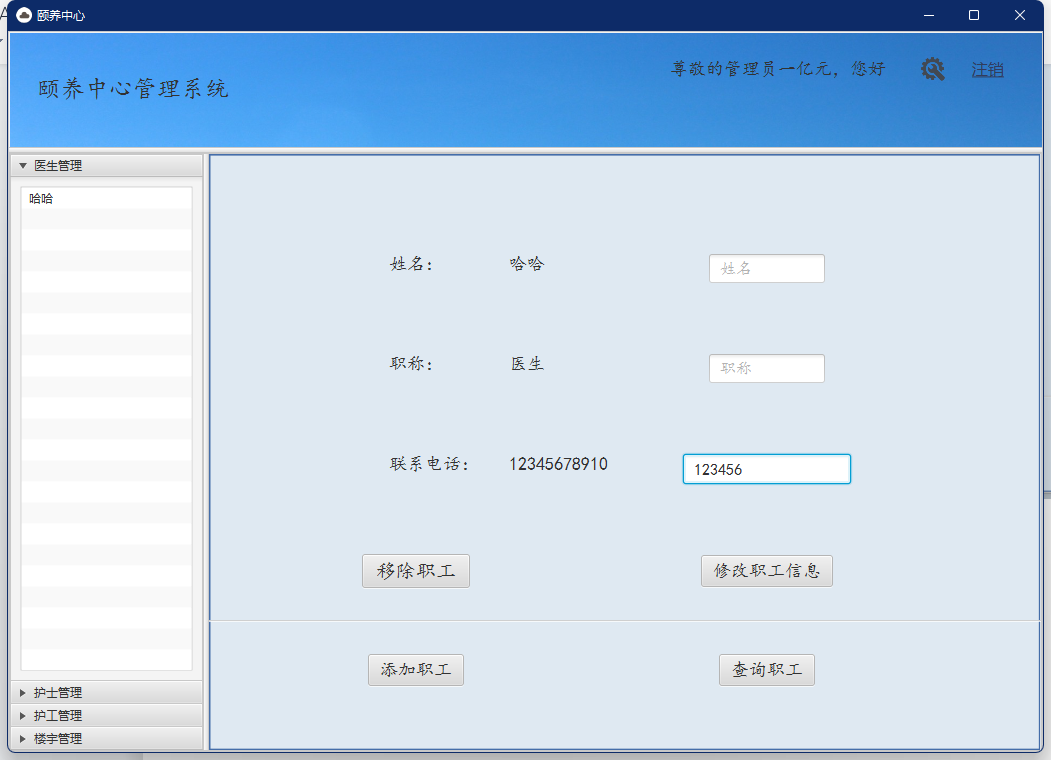 颐养中心
颐养中心管理系统
尊敬的管理员一亿元，您好
注销
医生管理
哈哈
姓名：
哈哈
姓名
职称：
医生
职称
联系电话：
12345678910
123456
移除职工
修改职工信息
添加职工
查询职工
护士管理
护工管理
楼宇管理